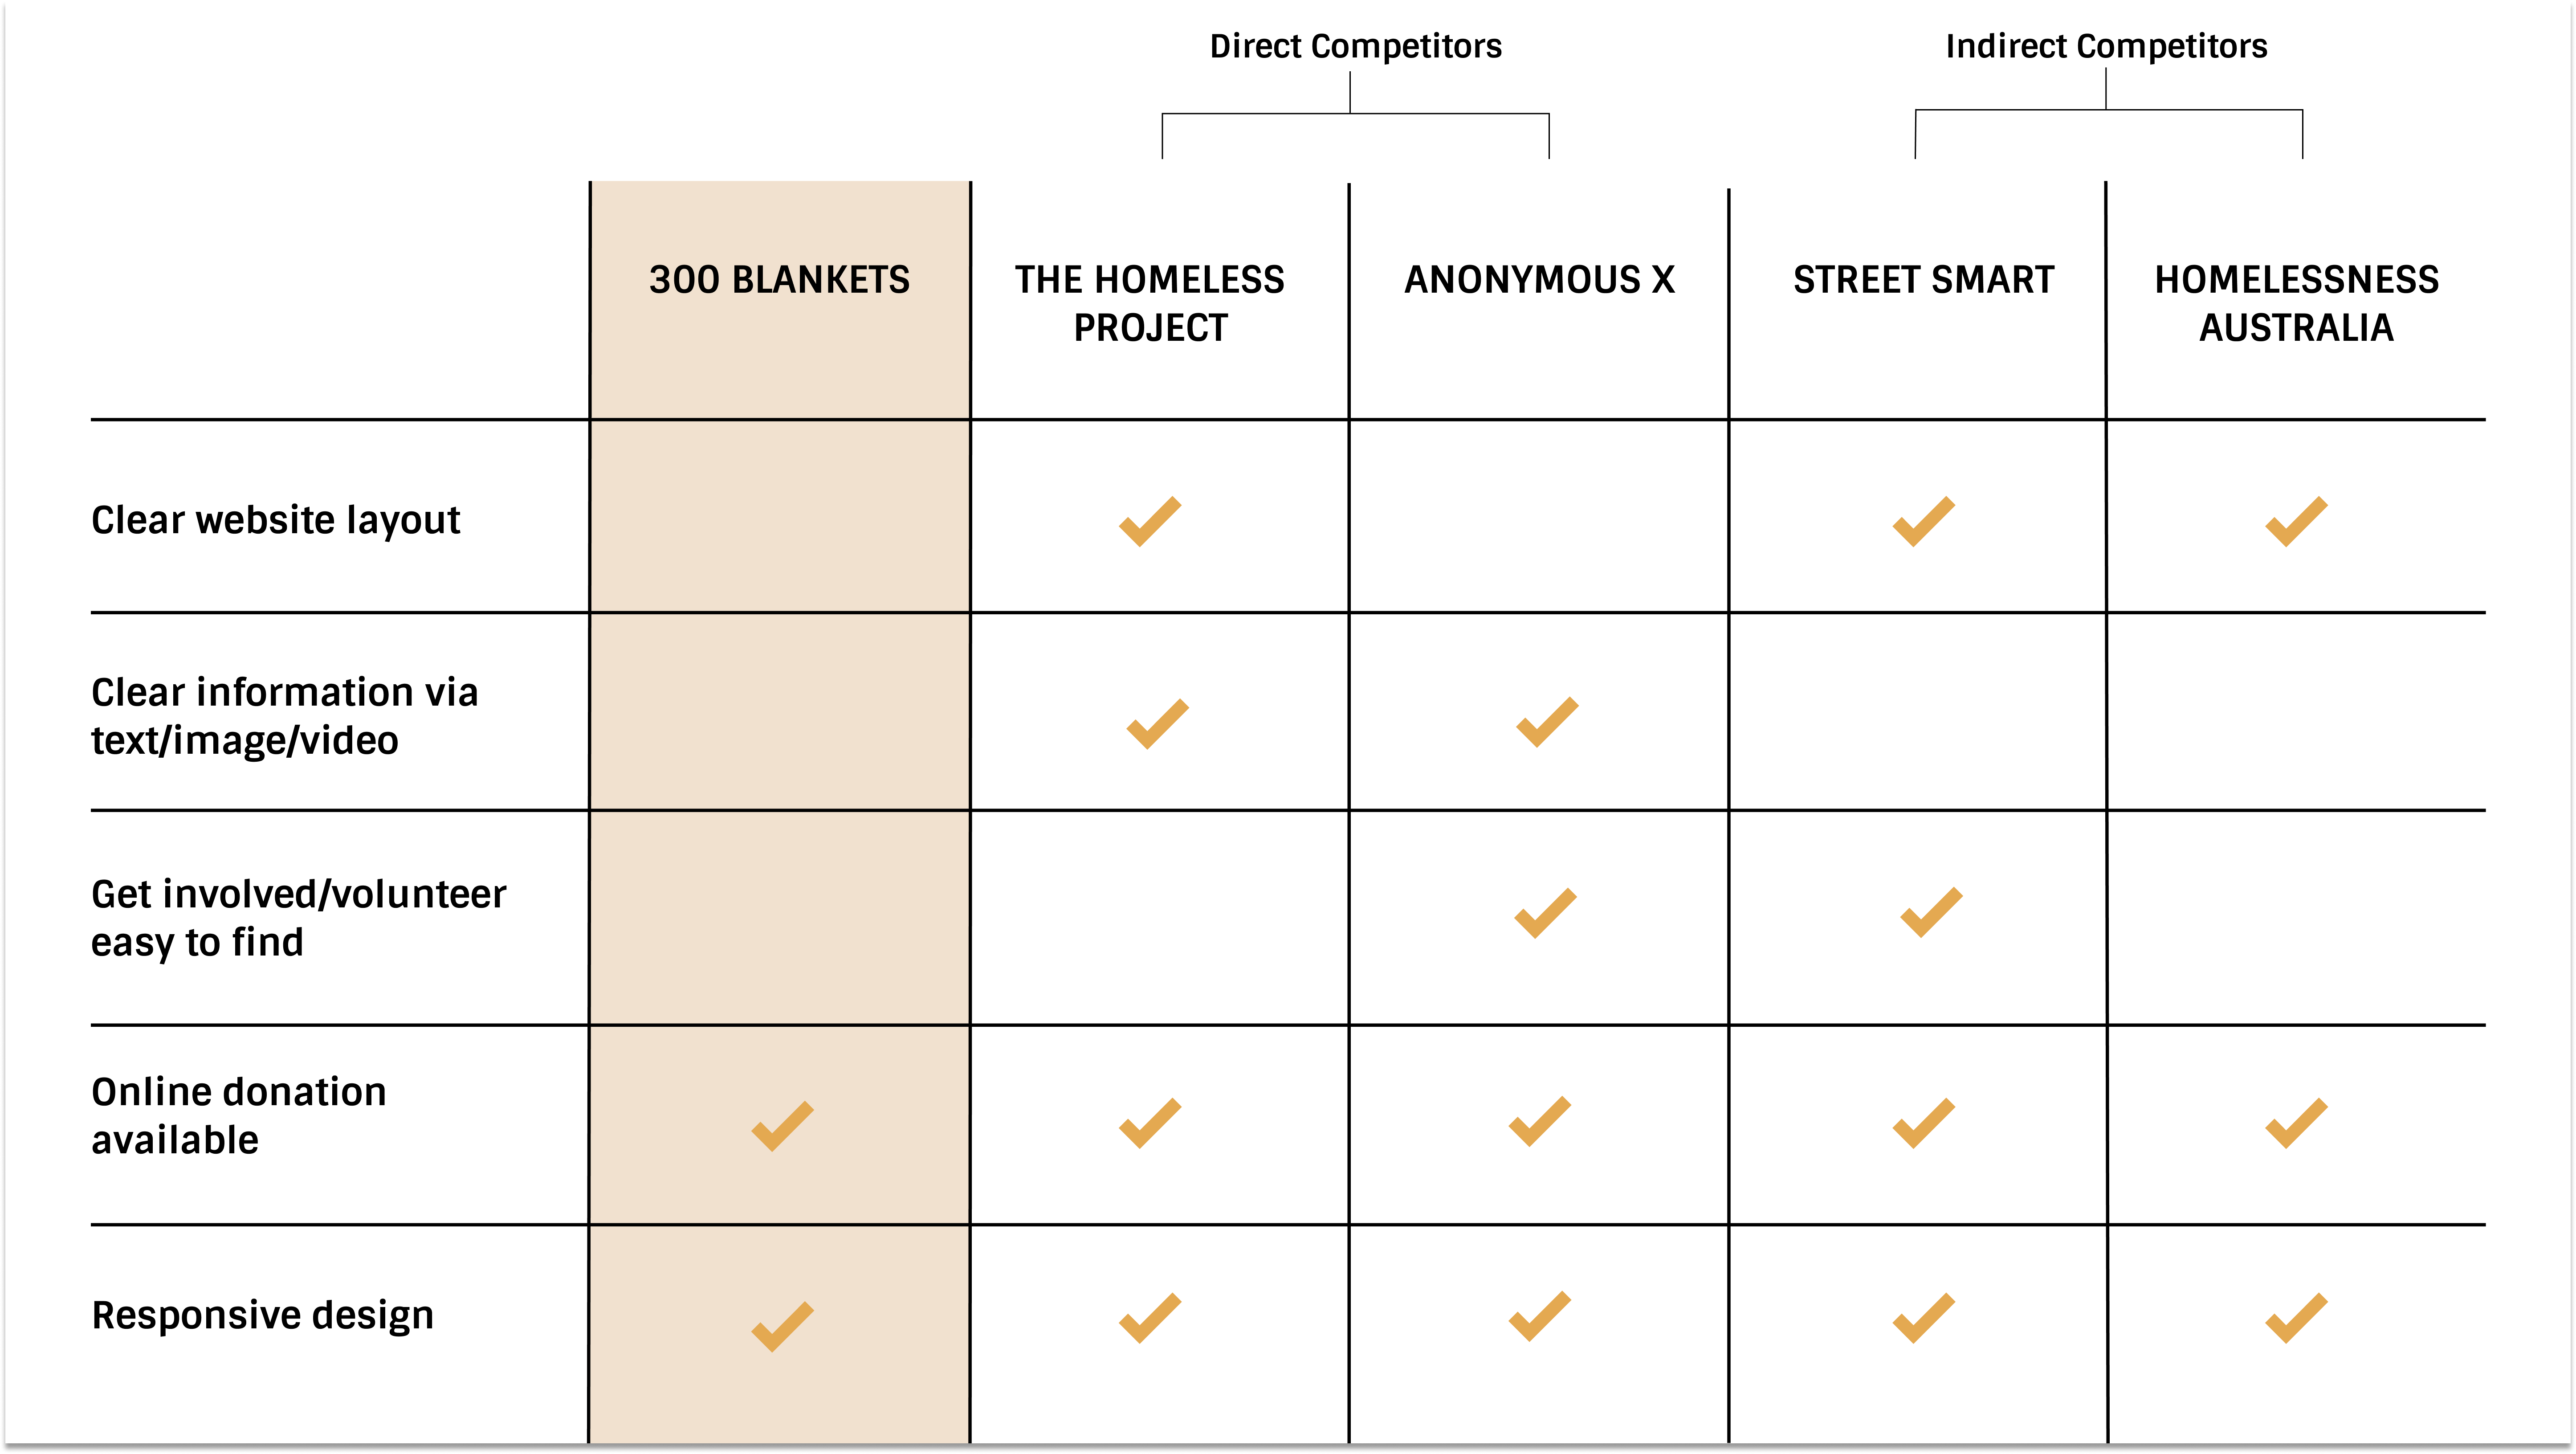 Direct Competitors
Indirect Competitors
300 BLANKETS
THE HOMELESS
PROJECT
ANONYMOUS X
STREET SMART
HOMELESSNESS
AUSTRALIA
Clear website layout
Clear information via
text/image/video
Get involved/volunteer
easy to find
Online donation
available
Responsive design